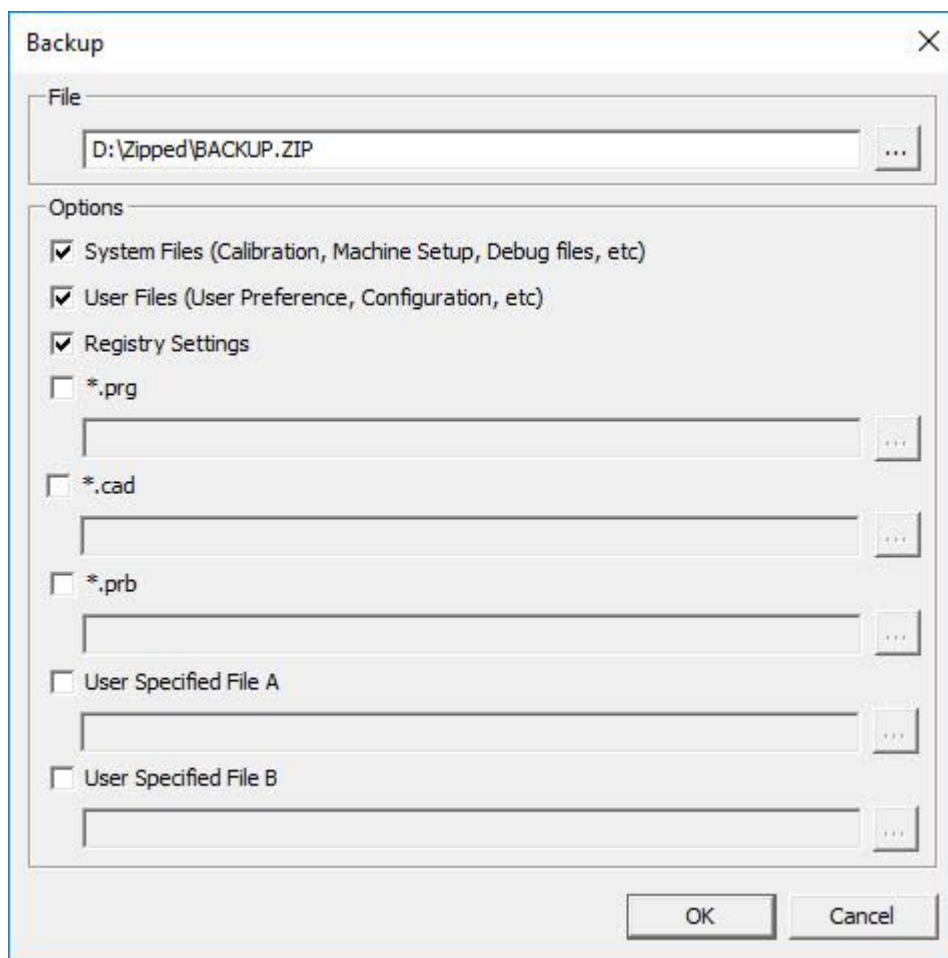 Backup
File
D:\Zipped\BACKUP.ZIP
...
Options
System Files (Calibration, Machine Setup, Debug files, etc)
User Files (User Preference, Configuration, etc)
Registry Settings
*.prg
...
*.cad
...
*.prb
...
User Specified File A
...
User Specified File B
...
OK Cancel